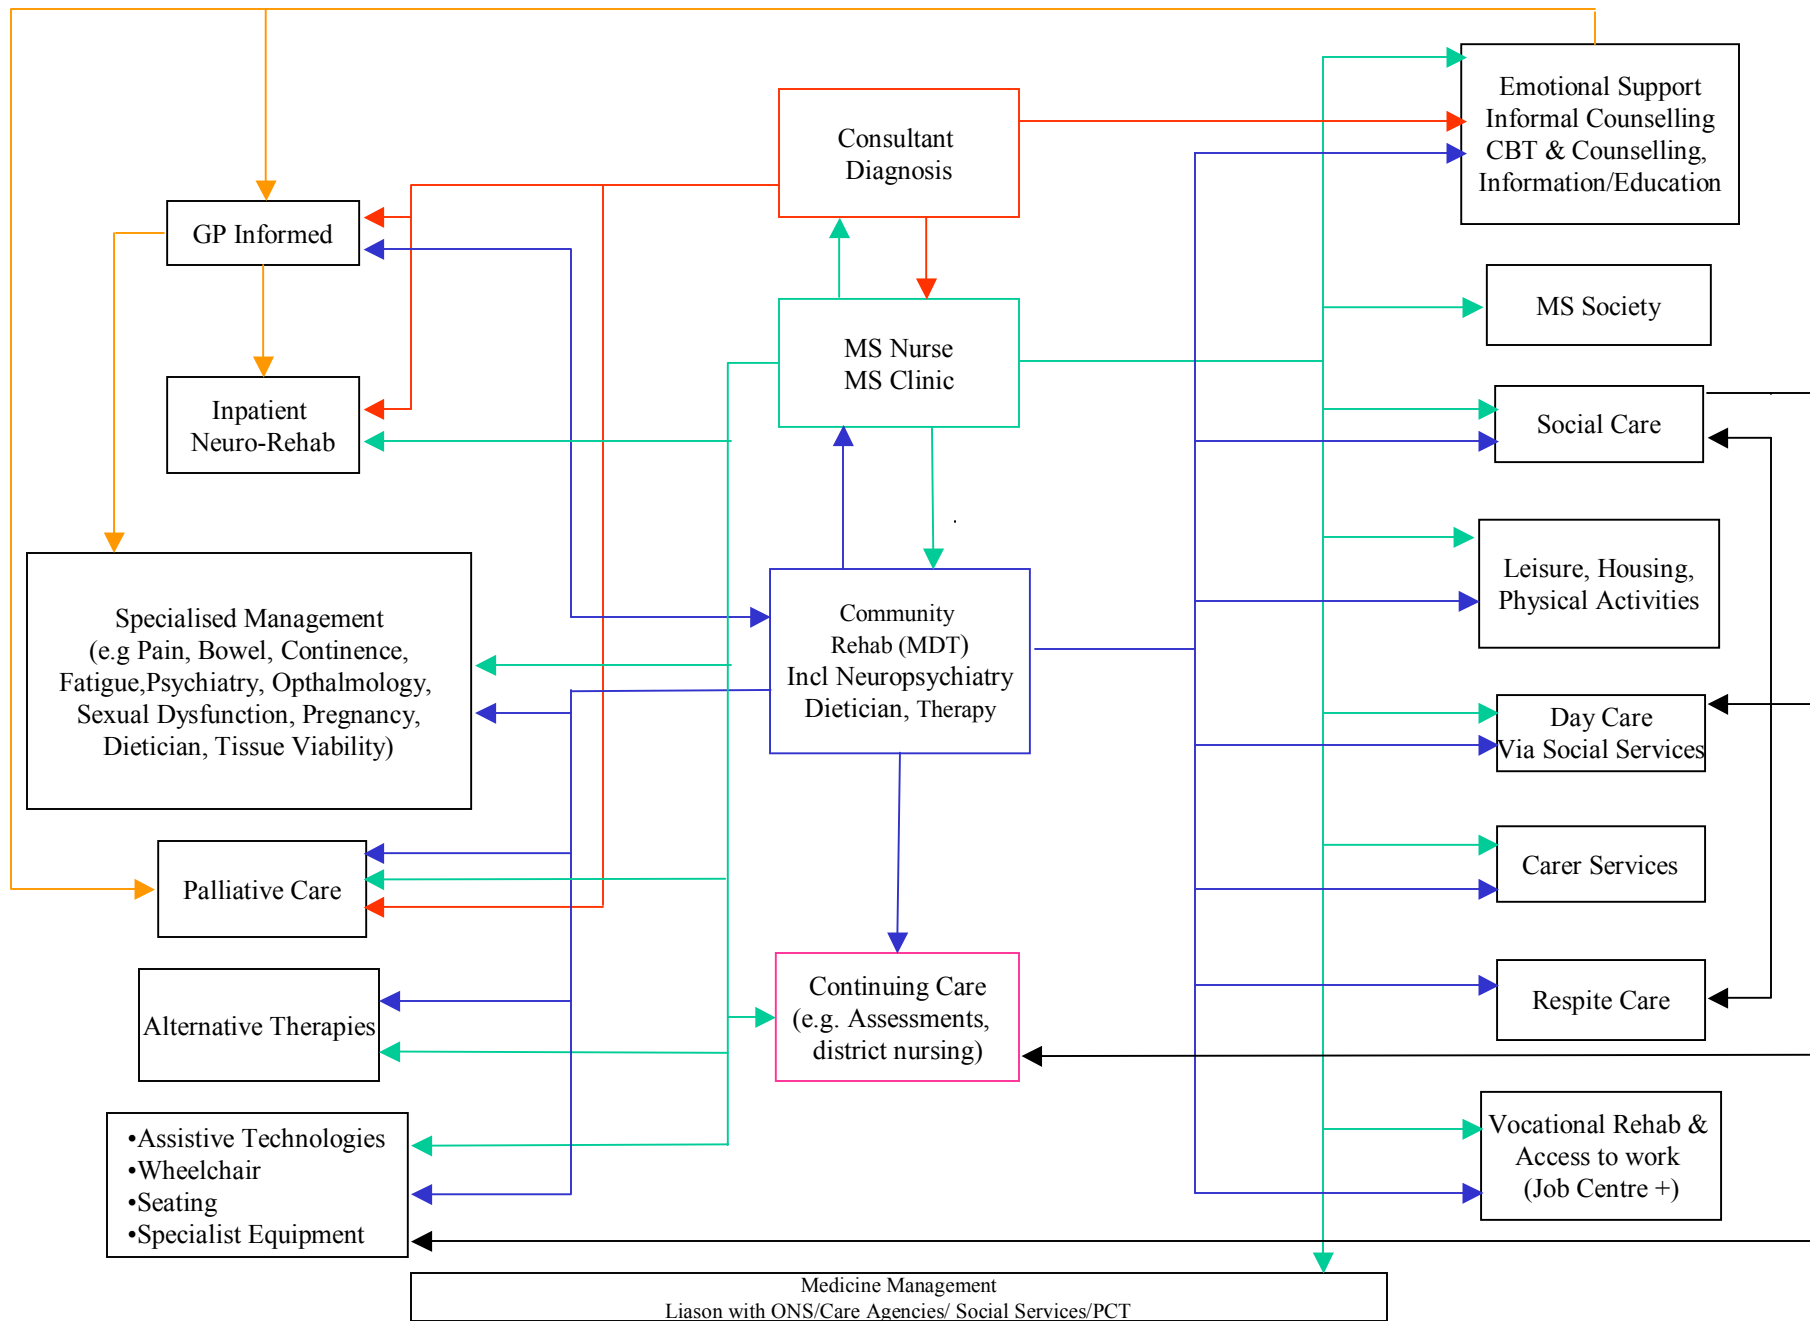 Emotional Support
Informal Counselling
CBT & Counselling,
Information/Education
Consultant
Diagnosis
GP Informed
MS Society
MS Nurse
MS Clinic
Inpatient
Neuro-Rehab
Social Care
Leisure, Housing,
Physical Activities
Specialised Management
(e.g Pain, Bowel, Continence,
Fatigue,Psychiatry, Opthalmology,
Sexual Dysfunction, Pregnancy,
Dietician, Tissue Viability)
Community
Rehab (MDT)
Incl Neuropsychiatry
Dietician, Therapy
Day Care
Via Social Services
Carer Services
Palliative Care
Continuing Care
(e.g. Assessments,
district nursing)
Respite Care
Alternative Therapies
•Assistive Technologies
•Wheelchair
•Seating
•Specialist Equipment
Vocational Rehab &
Access to work
(Job Centre +)
Medicine Management
Liason with ONS/Care Agencies/ Social Services/PCT